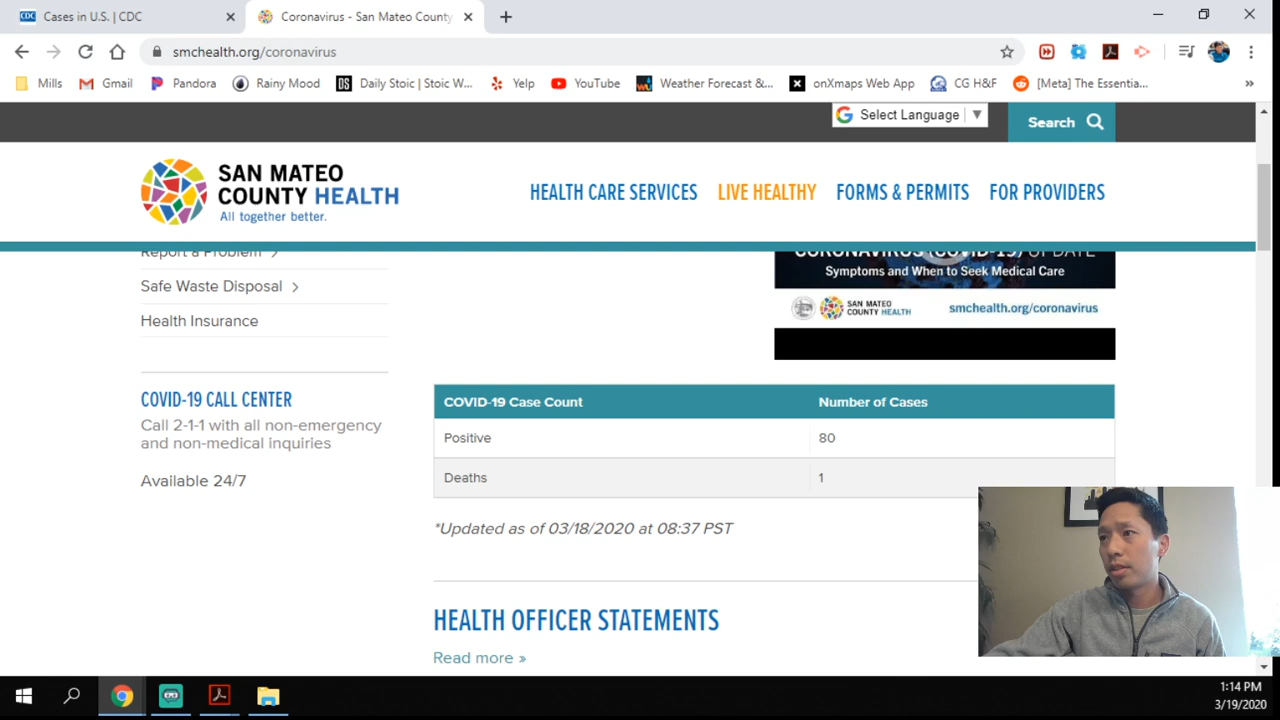 CDC Cases in U.S. | CDC
Coronavirus - San Mateo County
smchealth.org/coronavirus
Mills
Gmail
Pandora
Rainy Mood
DS Daily Stoic | Stoic W...
Yelp
YouTube
Weather Forecast &...
onXmaps Web App
CG H&F
[Meta] The Essentia...
»
G Select Language ▼
Search
SAN MATEO
COUNTY HEALTH
All together better.
HEALTH CARE SERVICES
LIVE HEALTHY
FORMS & PERMITS
FOR PROVIDERS
Report a Problem
Safe Waste Disposal
Health Insurance
CORONAVIRUS (COVID-19) UPDATE
Symptoms and When to Seek Medical Care
SAN MATEO
COUNTY HEALTH
smchealth.org/coronavirus
COVID-19 CALL CENTER
Call 2-1-1 with all non-emergency
and non-medical inquiries
Available 24/7
COVID-19 Case Count Number of Cases
Positive 80
Deaths 1
*Updated as of 03/18/2020 at 08:37 PST
HEALTH OFFICER STATEMENTS
Read more »
1:14 PM
3/19/2020